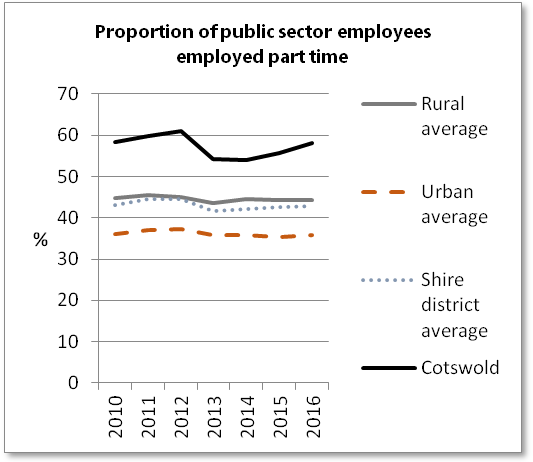 Proportion of public sector employees
employed part time
70
60
50
40
30
20
10
0
%
2010
2011
2012
2013
2014
2015
2016
Rural
average
Urban
average
Shire
district
average
Cotswold